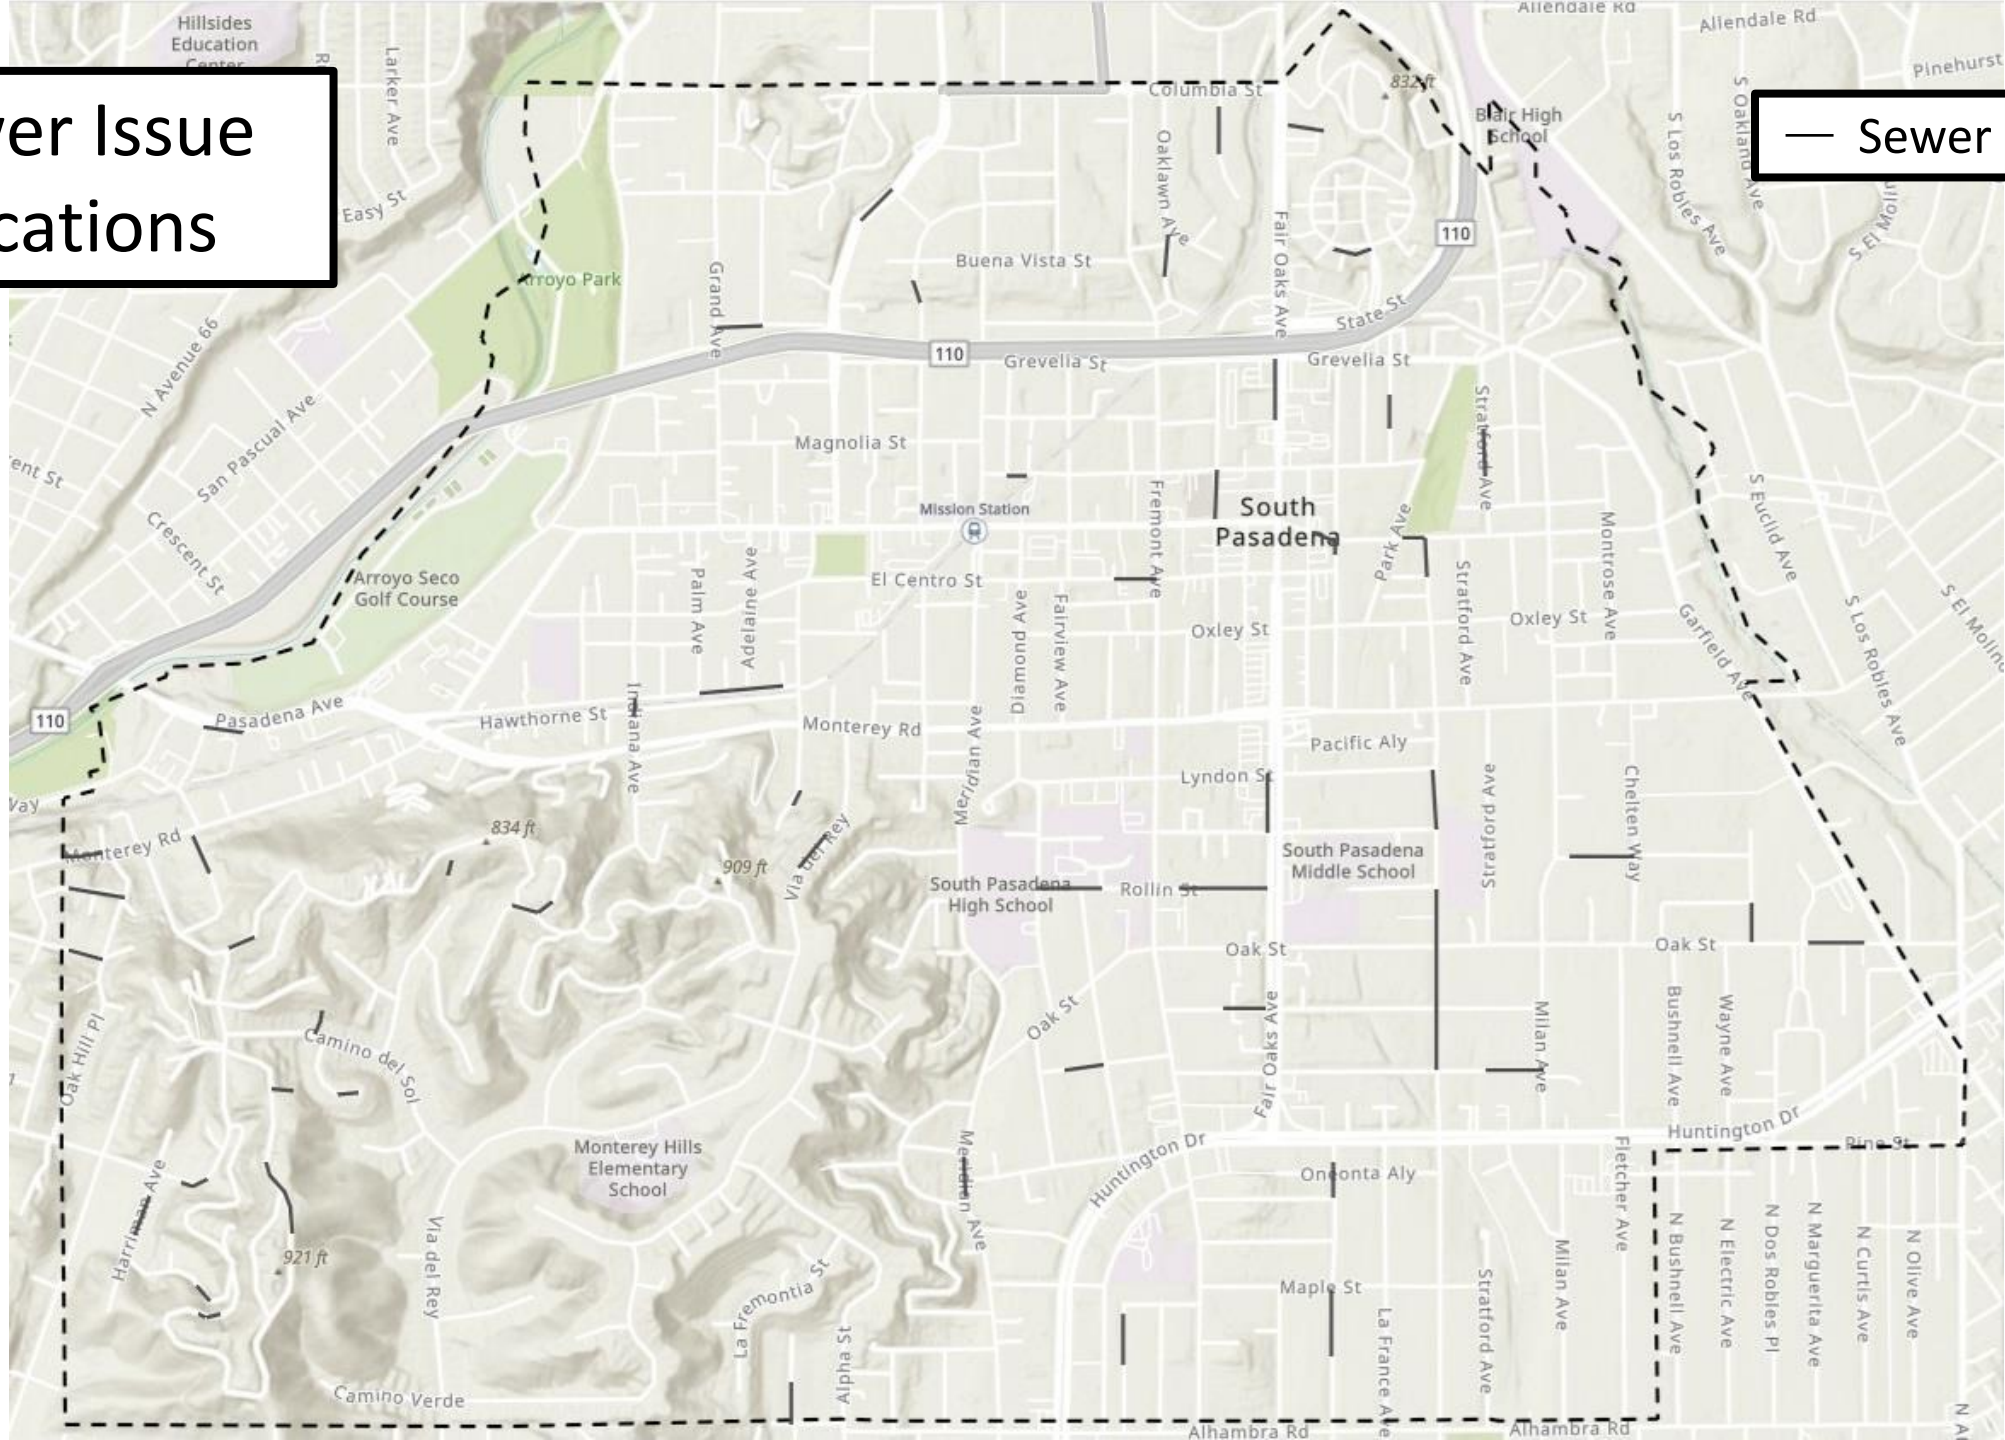 Hillsides
Education
Center
Larker Ave
Easy St
Sewer
Allendale Rd
Allendale Rd
Pinehurst
Columbia St
832 ft
Blair High
School
S Oakland Ave
S Los Robles Ave
Oaklawn Ave
Fair Oaks Ave
110
Buena Vista St
Arroyo Park
Grand Ave
State St
N Avenue 66
110
Grevelia St
Grevelia St
San Pascual Ave
Magnolia St
Stratford Ave
Crescent St
Mission Station
Fremont Ave
South
Pasadena
Park Ave
Montrose Ave
S Euclid Ave
Arroyo Seco
Golf Course
Palm Ave
Adelaine Ave
El Centro St
Diamond Ave
Fairview Ave
Oxley St
Stratford Ave
Oxley St
Garfield Ave
S Los Robles Ave
S El Molino
110
Pasadena Ave
Hawthorne St
Indiana Ave
Monterey Rd
Meridian Ave
Pacific Aly
Lyndon St
Stratford Ave
Chelten Way
Way
Monterey Rd
834 ft
909 ft
Via del Rey
South Pasadena
High School
Rollin St
South Pasadena
Middle School
Oak St
Oak St
Oak St
Oak Hill Pl
Camino del Sol
Fair Oaks Ave
Milan Ave
Bushnell Ave
Wayne Ave
Huntington Dr
Huntington Dr
Pine St
Monterey Hills
Elementary
School
Meridian Ave
Oneonta Aly
Fletcher Ave
Harriman Ave
921 ft
Via del Rey
La Fremontia St
Alpha St
Maple St
La France Ave
Stratford Ave
Milan Ave
N Bushnell Ave
N Electric Ave
N Dos Robles Pl
N Marguerita Ave
N Curtis Ave
N Olive Ave
Camino Verde
Alhambra Rd
Alhambra Rd